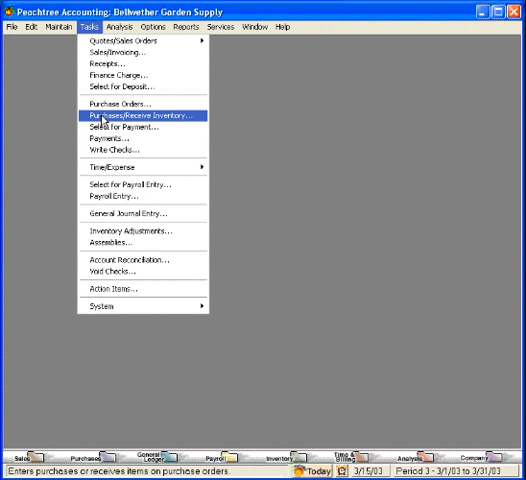 Peachtree Accounting: Bellwether Garden Supply
File Edit Maintain Tasks Analysis Options Reports Services Window Help
Quotes/Sales Orders
Sales/Invoicing...
Receipts...
Finance Charge...
Select for Deposit...
Purchase Orders...
Purchases/Receive Inventory...
Select for Payment...
Payments...
Write Checks...
Time/Expense
Select for Payroll Entry...
Payroll Entry...
General Journal Entry...
Inventory Adjustments...
Assemblies...
Account Reconciliation...
Void Checks...
Action Items...
System
Sales Purchases General Ledger Payroll Inventory Time & Billing Analysis Company
Enters purchases or receives items on purchase orders. Today 3/15/03 Period 3 - 3/1/03 to 3/31/03